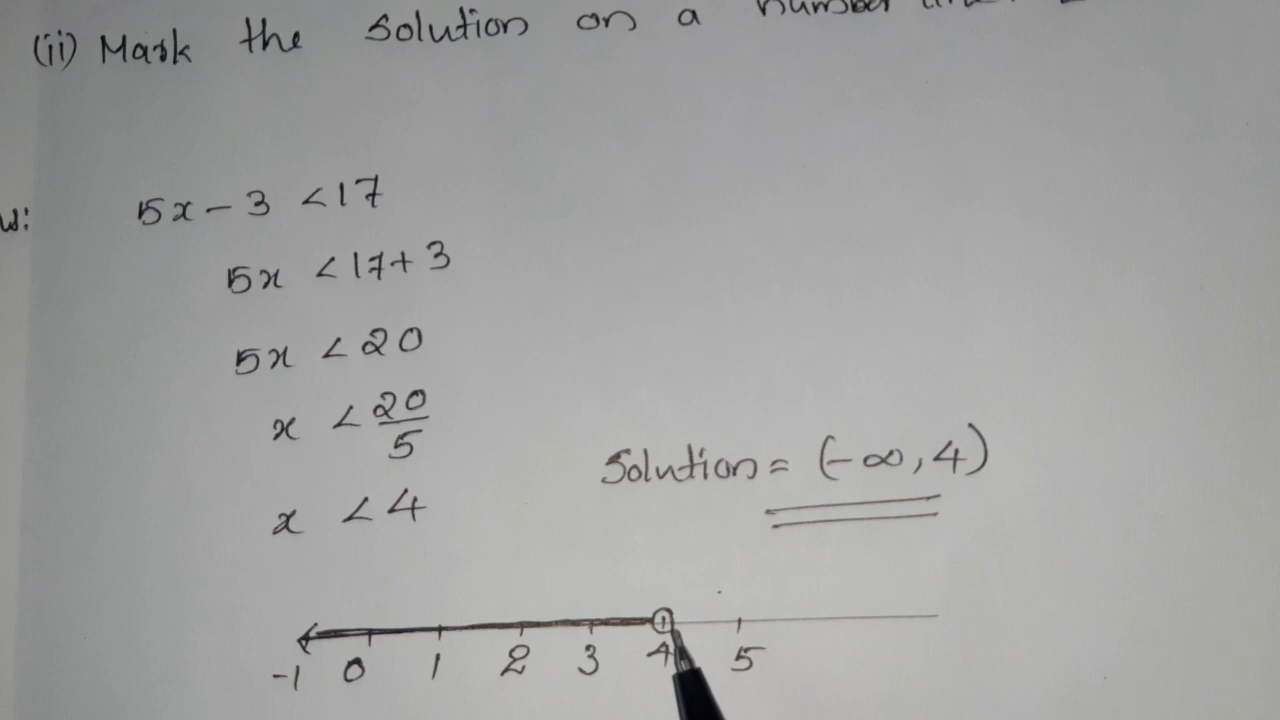 (ii) Mark the solution on a number
5x - 3 < 17
5x < 17 + 3
5x < 20
x < 20/5
x < 4
Solution = (-∞, 4)
-1 0 1 2 3 4 5